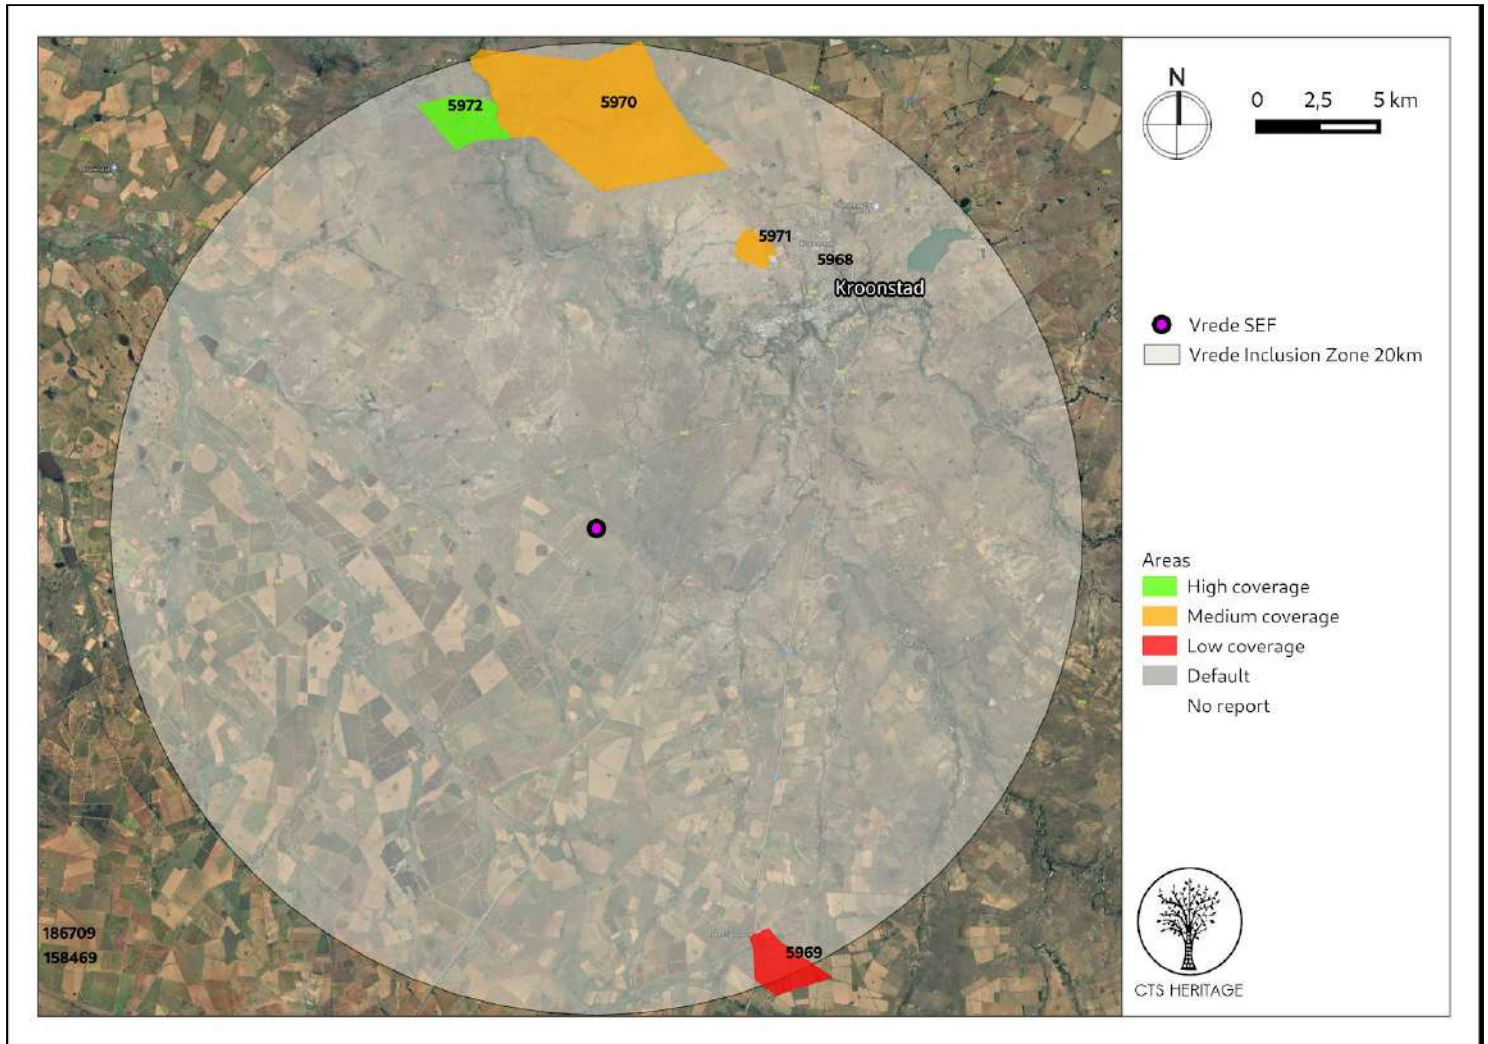 5972
5970
5971
5968
Kroonstad
5969
186709
158469
N
0 2,5 5 km
Vrede SEF
Vrede Inclusion Zone 20km
Areas
High coverage
Medium coverage
Low coverage
Default
No report
CTS HERITAGE